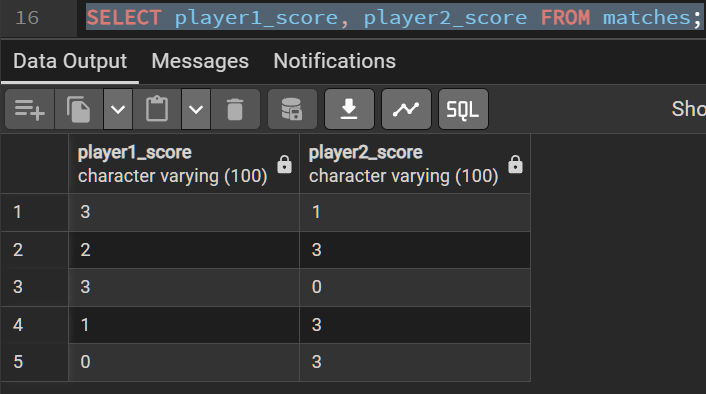 16 SELECT player1_score, player2_score FROM matches;
Data Output Messages Notifications
SQL Sho
player1_score player2_score
character varying (100) character varying (100)
1 3 1
2 2 3
3 3 0
4 1 3
5 0 3